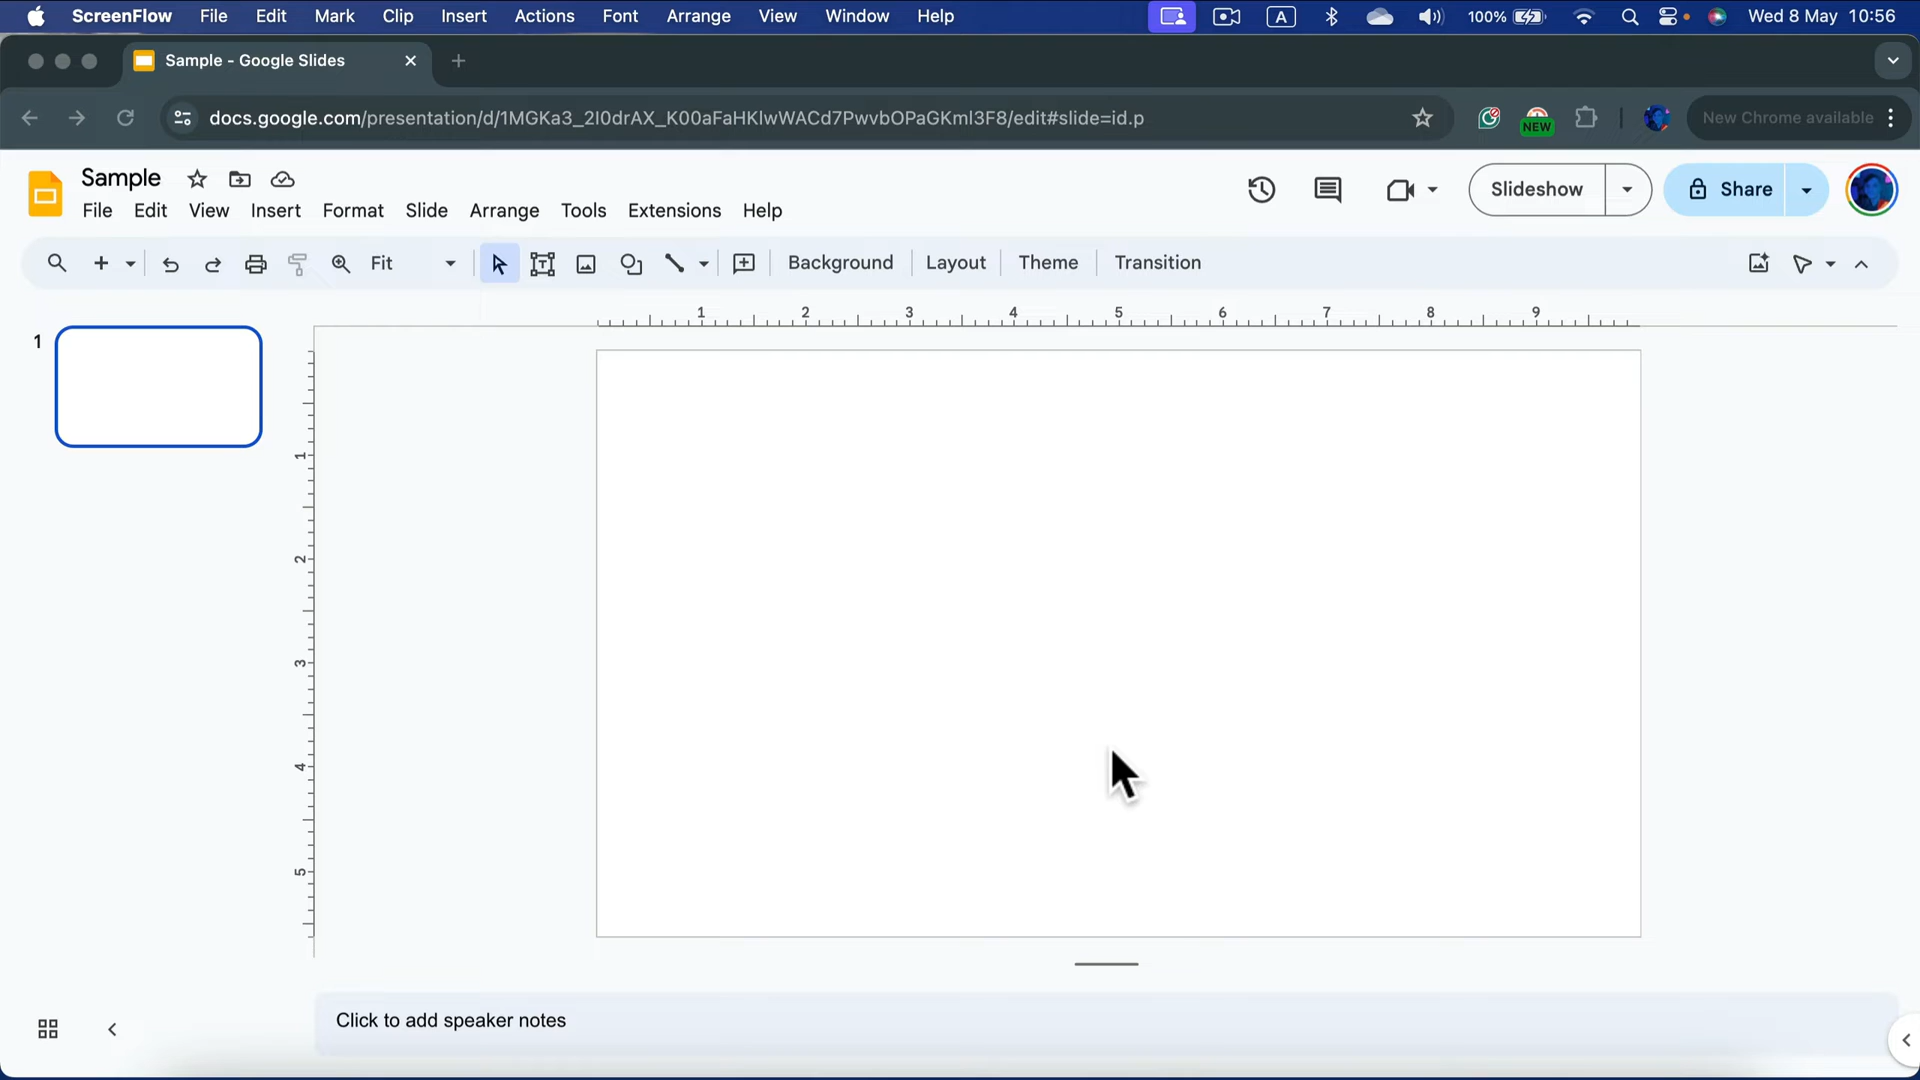 ScreenFlow File Edit Mark Clip Insert Actions Font Arrange View Window Help A 100% Wed 8 May 10:56
Sample - Google Slides
docs.google.com/presentation/d/1MGKa3_2I0drAX_K00aFaHKIwWACd7PwvbOPaGKmI3F8/edit#slide=id.p NEW New Chrome available
Sample
Slideshow Share
File Edit View Insert Format Slide Arrange Tools Extensions Help
Fit Background Layout Theme Transition
1 2 3 4 5 6 7 8 9
1
1
2
3
4
5
Click to add speaker notes